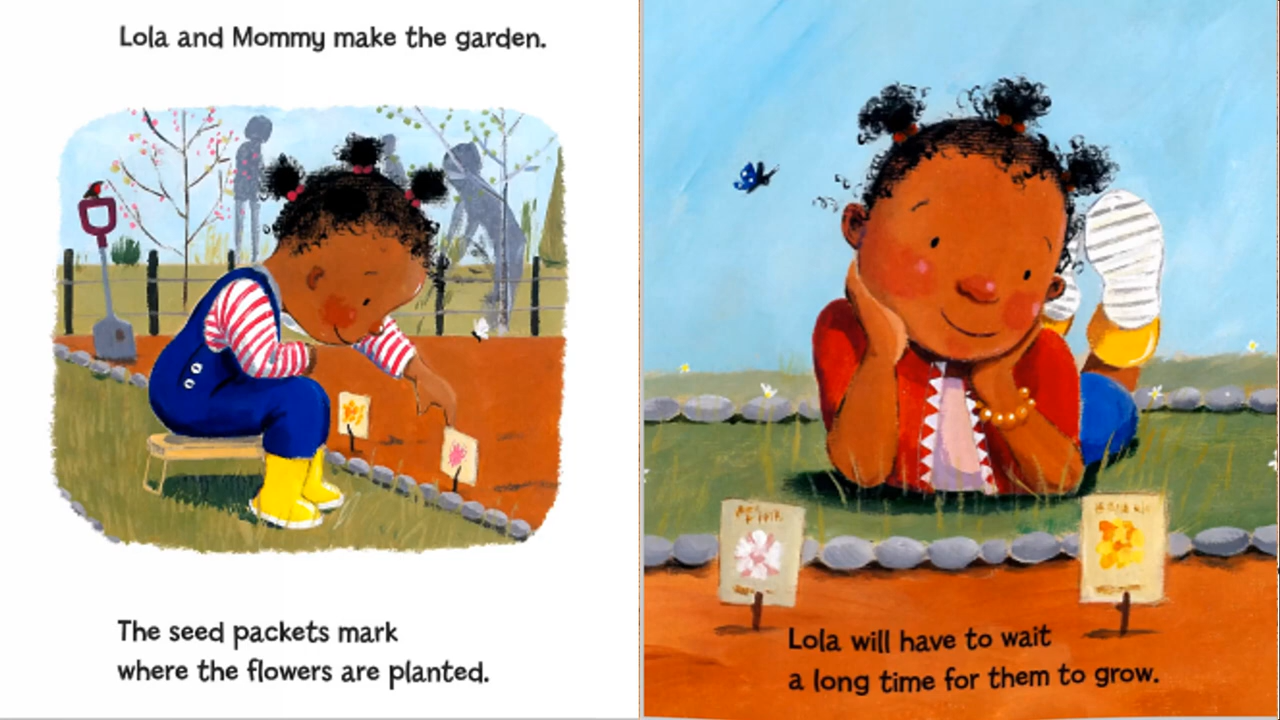 Lola and Mommy make the garden.
The seed packets mark
where the flowers are planted.
Lola will have to wait
a long time for them to grow.